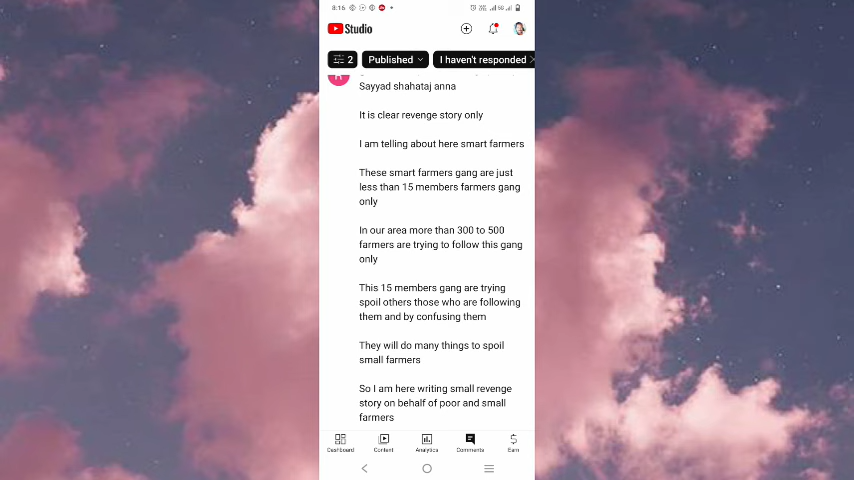 8:16
Studio
2
Published
I haven't responded
Sayyad shahataj anna
It is clear revenge story only
I am telling about here smart farmers
These smart farmers gang are just
less than 15 members farmers gang
only
In our area more than 300 to 500
farmers are trying to follow this gang
only
This 15 members gang are trying
spoil others those who are following
them and by confusing them
They will do many things to spoil
small farmers
So I am here writing small revenge
story on behalf of poor and small
farmers
Dashboard
Content
Analytics
Comments
Earn